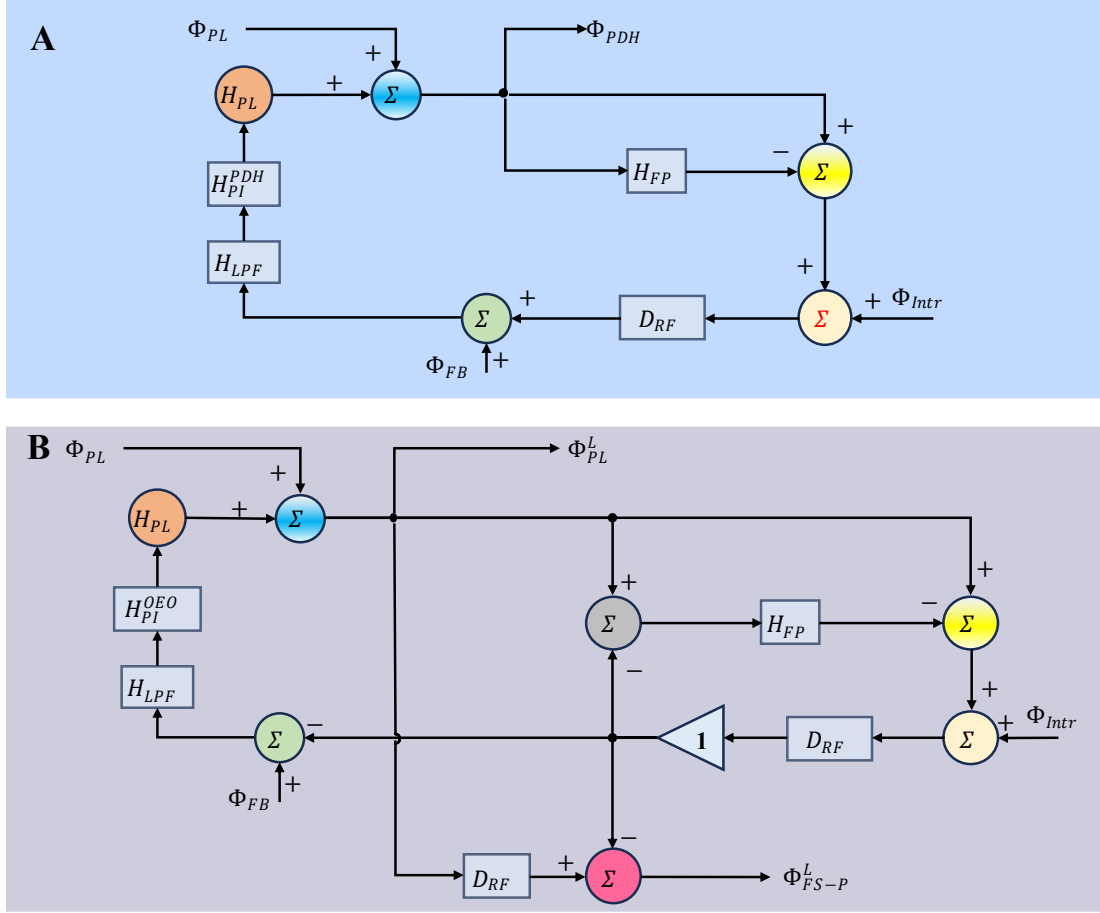 A
Φ_PL
Φ_PDH
+
+
H_PL
Σ
+
−
Σ
H_FP
H_PI^PDH
+
H_LPF
+
Φ_Intr
+
Σ
D_RF
Σ
Φ_FB
+
B
Φ_PL
Φ_PL^L
+
+
H_PL
Σ
+
+
−
H_PI^OEO
Σ
H_FP
Σ
−
+
H_LPF
Φ_Intr
−
+
Σ
1
D_RF
Σ
+
Φ_FB
−
+
D_RF
Σ
Φ_FS−P^L